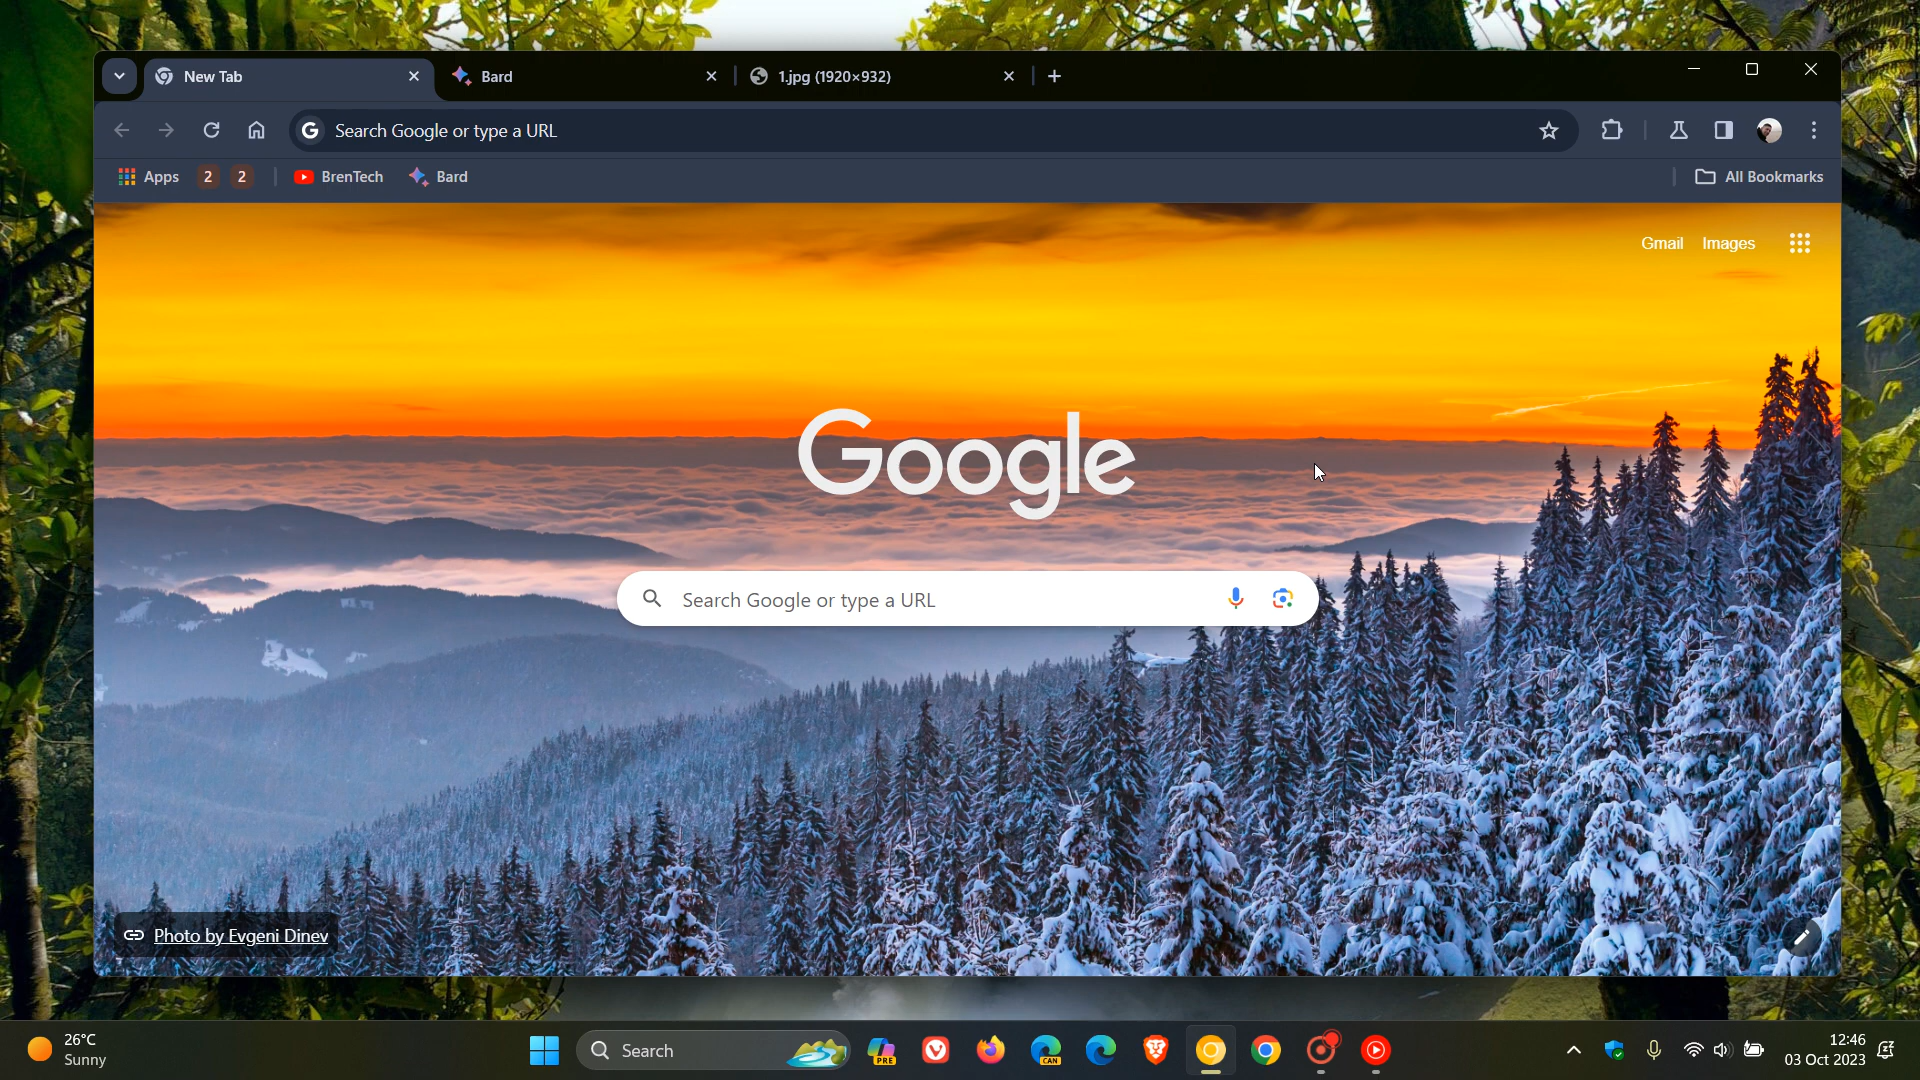 New Tab
Bard
1.jpg (1920×932)
Search Google or type a URL
Apps
2
2
BrenTech
Bard
All Bookmarks
Gmail
Images
Google
Search Google or type a URL
Photo by Evgeni Dinev
26°C
Sunny
Search
PRE
CAN
12:46
03 Oct 2023